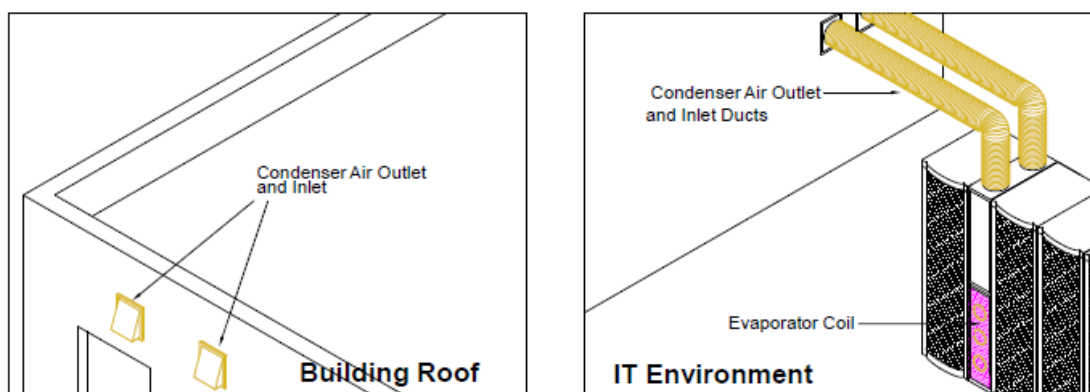 Condenser Air Outlet
and Inlet
Building Roof
Condenser Air Outlet
and Inlet Ducts
Evaporator Coil
IT Environment